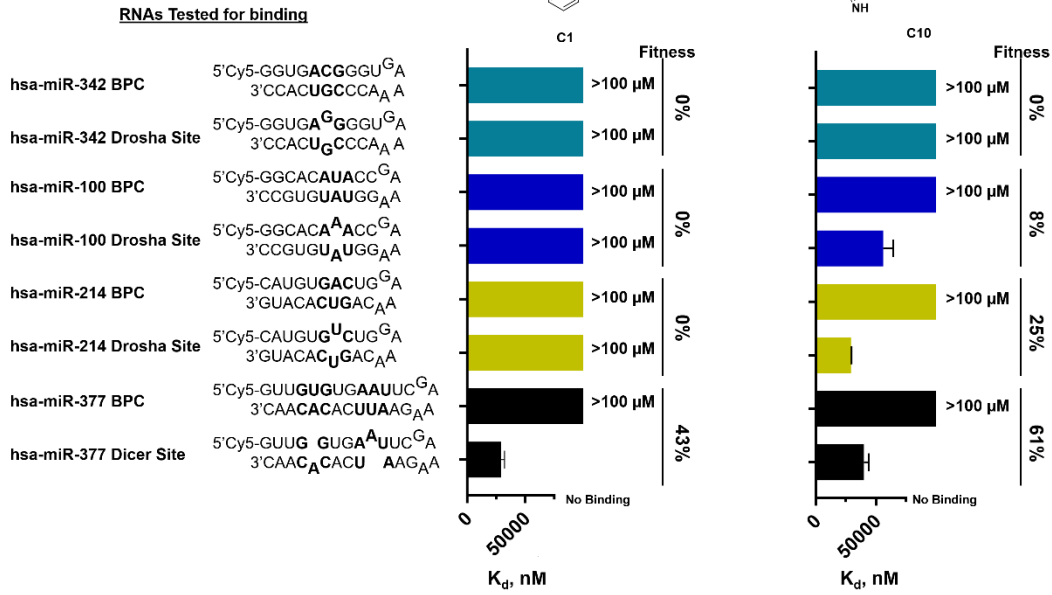 NH
C1
C10
RNAs Tested for binding
Fitness
Fitness
hsa-miR-342 BPC
5'Cy5-GGUGACGGGUGA
3'CCACUGCCCAAA
>100 µM
>100 µM
hsa-miR-342 Drosha Site
5'Cy5-GGUGAGGGGUGA
3'CCACUGCCCAAA
>100 µM
>100 µM
0%
0%
hsa-miR-100 BPC
5'Cy5-GGCACAUACCGA
3'CCGUGUAUGGAA
>100 µM
>100 µM
hsa-miR-100 Drosha Site
5'Cy5-GGCACAAACCGA
3'CCGUGUAUGGAA
>100 µM
0%
8%
hsa-miR-214 BPC
5'Cy5-CAUGUGACUGGA
3'GUACACUGACAA
>100 µM
>100 µM
hsa-miR-214 Drosha Site
5'Cy5-CAUGUGUCUGGA
3'GUACACUGACAA
>100 µM
0%
25%
hsa-miR-377 BPC
5'Cy5-GUUGUGUGAAUUCGA
3'CAACACACUUAAGAA
>100 µM
>100 µM
hsa-miR-377 Dicer Site
5'Cy5-GUUG GUGAAUUCGA
3'CAACACACU AAGAA
43%
61%
No Binding
No Binding
0
50000
0
50000
Kd, nM
Kd, nM